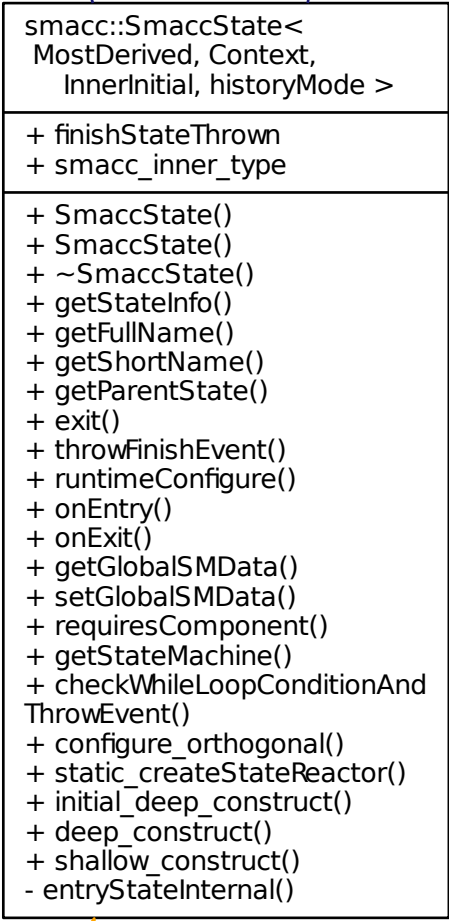 smacc::SmaccState<
MostDerived, Context,
InnerInitial, historyMode >
+ finishStateThrown
+ smacc_inner_type
+ SmaccState()
+ SmaccState()
+ ~SmaccState()
+ getStateInfo()
+ getFullName()
+ getShortName()
+ getParentState()
+ exit()
+ throwFinishEvent()
+ runtimeConfigure()
+ onEntry()
+ onExit()
+ getGlobalSMData()
+ setGlobalSMData()
+ requiresComponent()
+ getStateMachine()
+ checkWhileLoopConditionAnd
ThrowEvent()
+ configure_orthogonal()
+ static_createStateReactor()
+ initial_deep_construct()
+ deep_construct()
+ shallow_construct()
- entryStateInternal()